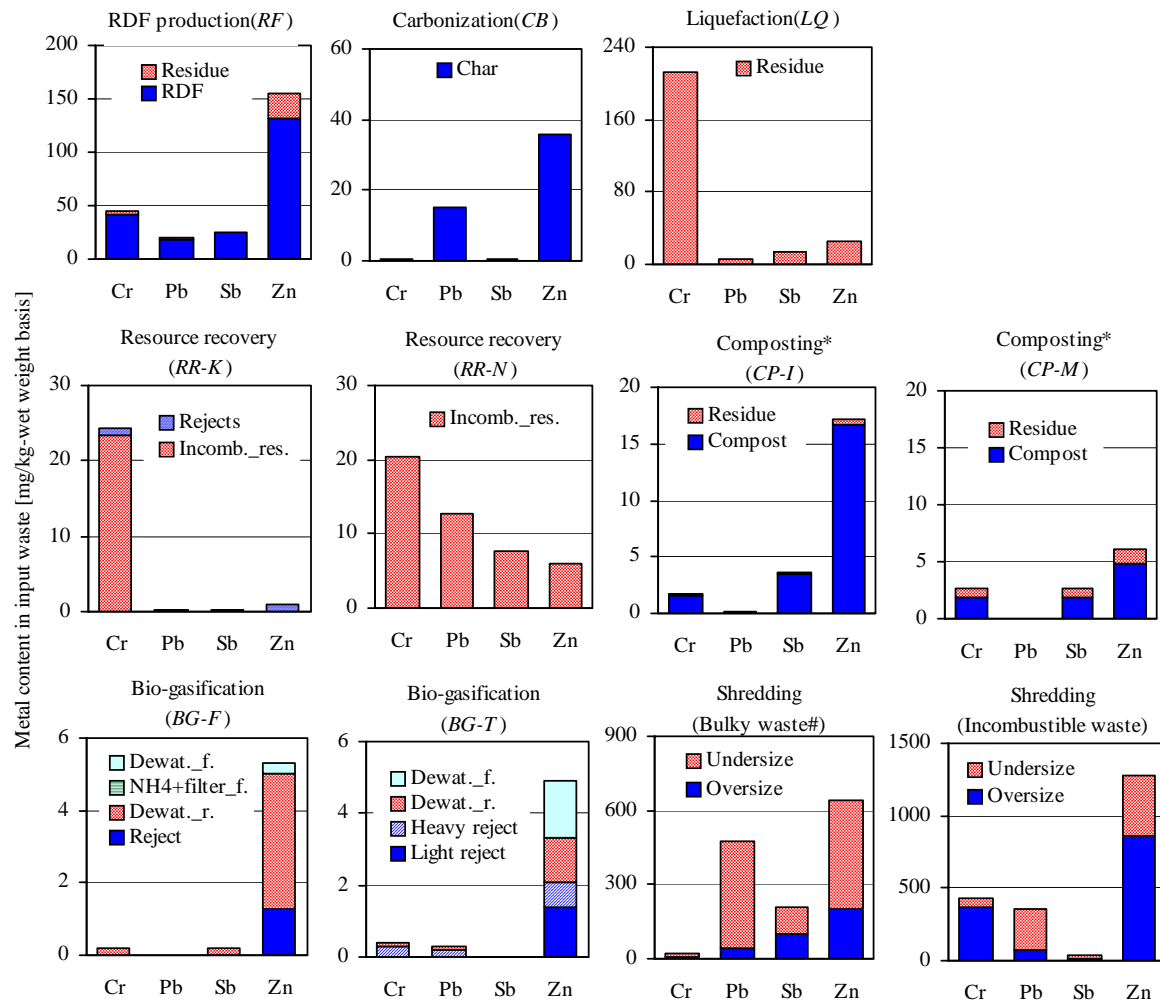 RDF production(RF)
200
150
100
50
0
Residue
RDF
Cr Pb Sb Zn
Carbonization(CB)
60
40
20
0
Char
Cr Pb Sb Zn
Liquefaction(LQ)
240
160
80
0
Residue
Cr Pb Sb Zn
Metal content in input waste [mg/kg-wet weight basis]
Resource recovery
(RR-K)
30
20
10
0
Rejects
Incomb._res.
Cr Pb Sb Zn
Resource recovery
(RR-N)
30
20
10
0
Incomb._res.
Cr Pb Sb Zn
Composting*
(CP-I)
20
15
10
5
0
Residue
Compost
Cr Pb Sb Zn
Composting*
(CP-M)
20
15
10
5
0
Residue
Compost
Cr Pb Sb Zn
Bio-gasification
(BG-F)
6
4
2
0
Dewat._f.
NH4+filter_f.
Dewat._r.
Reject
Cr Pb Sb Zn
Bio-gasification
(BG-T)
6
4
2
0
Dewat._f.
Dewat._r.
Heavy reject
Light reject
Cr Pb Sb Zn
Shredding
(Bulky waste#)
900
600
300
0
Undersize
Oversize
Cr Pb Sb Zn
Shredding
(Incombustible waste)
1500
1000
500
0
Undersize
Oversize
Cr Pb Sb Zn